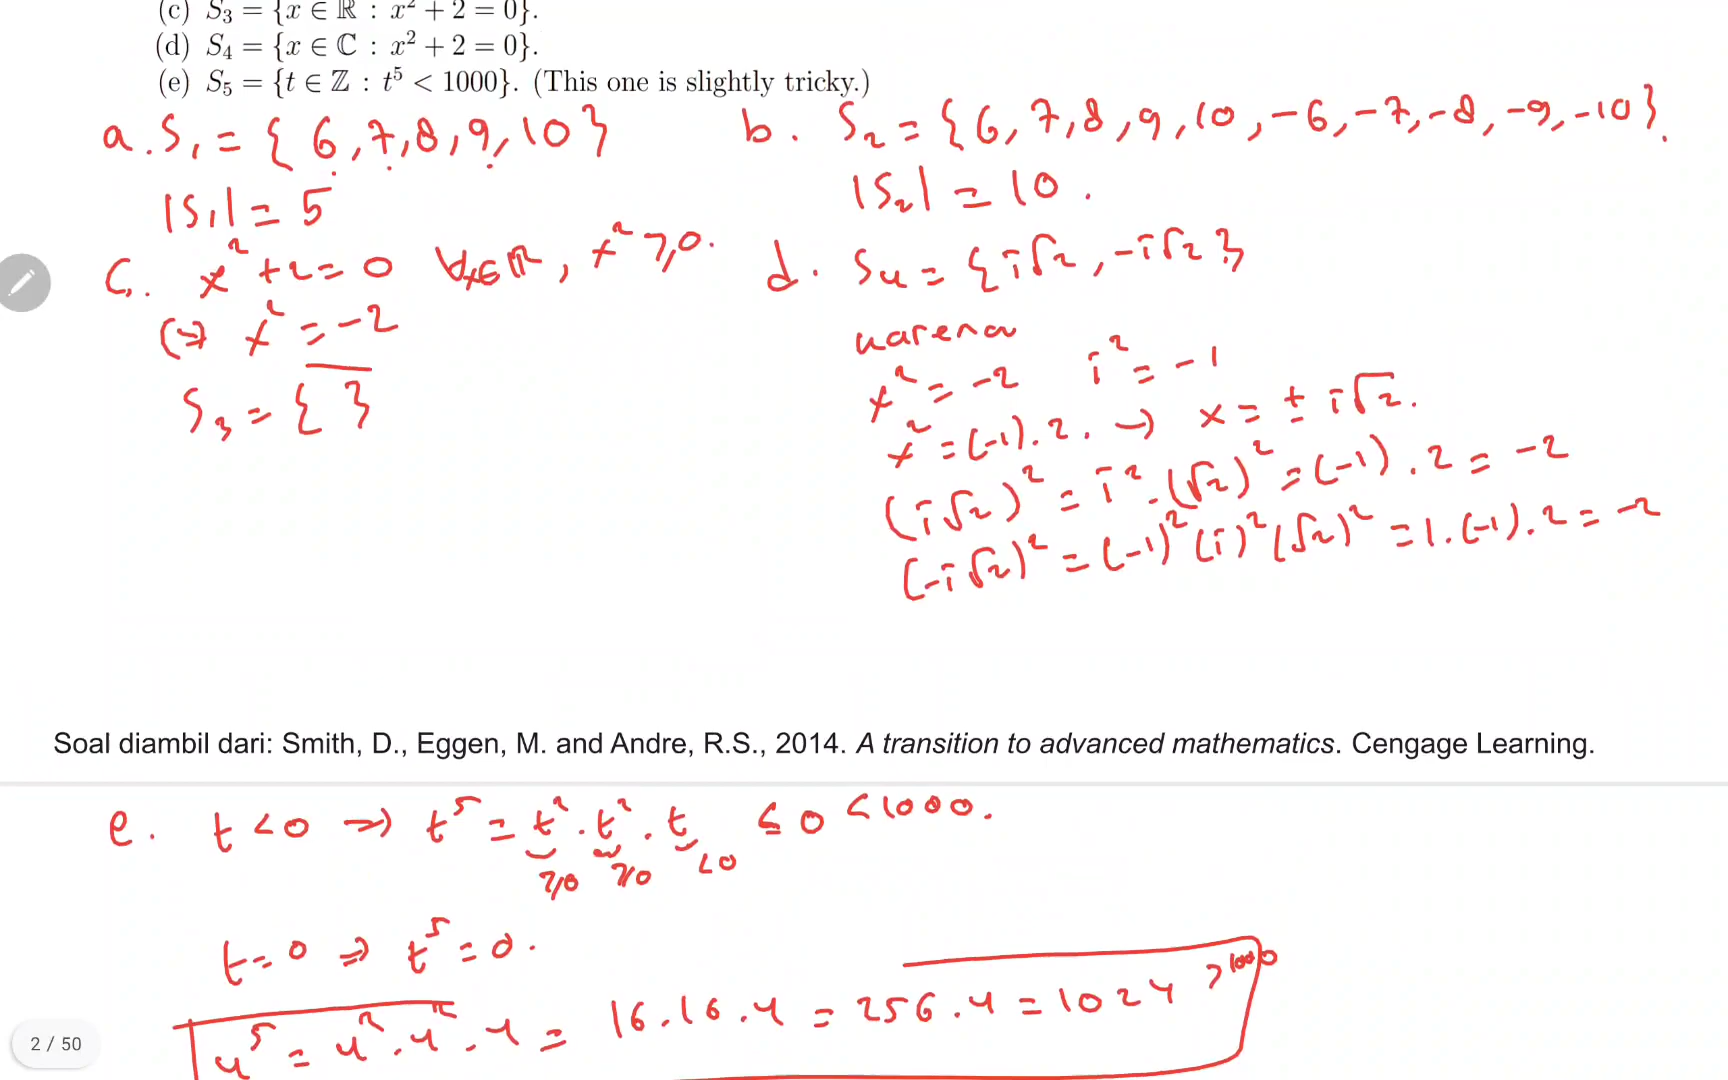 (c) S₃ = {x ∈ ℝ : x² + 2 = 0}.
(d) S₄ = {x ∈ ℂ : x² + 2 = 0}.
(e) S₅ = {t ∈ ℤ : t⁵ < 1000}. (This one is slightly tricky.)
a. S₁ = {6, 7, 8, 9, 10}
|S₁| = 5
b. S₂ = {6, 7, 8, 9, 10, -6, -7, -8, -9, -10}.
|S₂| = 10.
c. x² + 2 = 0 ∀x∈ℝ, x² ≥ 0.
(⇒) x² = -2
S₃ = { }
d. S₄ = {i√2, -i√2}
karena
x² = -2 i² = -1
x² = (-1).2. → x = ± i√2.
(i√2)² = i².(√2)² = (-1).2 = -2
(-i√2)² = (-1)²(i)²(√2)² = 1.(-1).2 = -2
Soal diambil dari: Smith, D., Eggen, M. and Andre, R.S., 2014. A transition to advanced mathematics. Cengage Learning.
e. t < 0 ⇒ t⁵ = t².t².t ≤ 0 < 1000.
≥0 ≥0 <0
t = 0 ⇒ t⁵ = 0.
4⁵ = 4².4².4 = 16.16.4 = 256.4 = 1024 > 1000
2 / 50